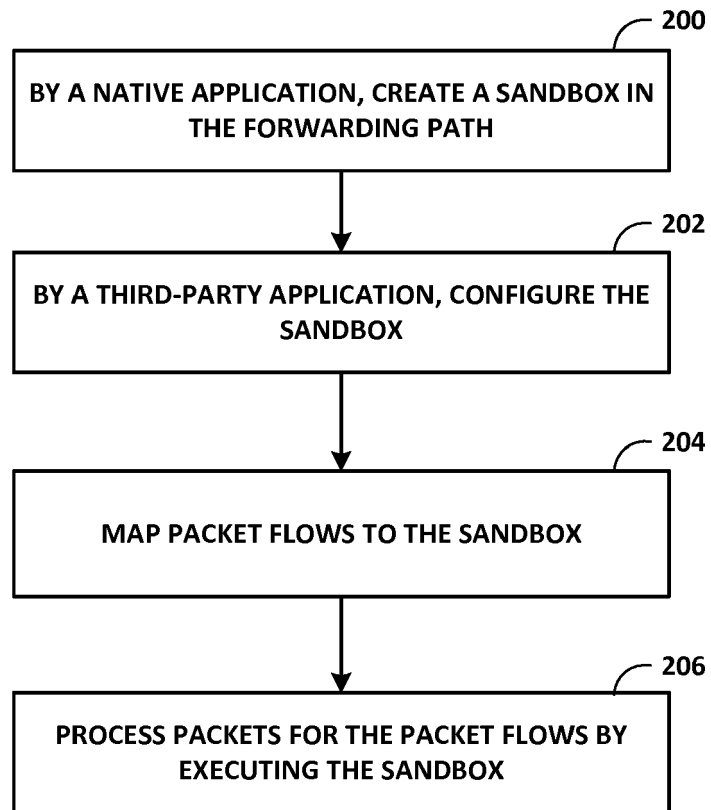 200
BY A NATIVE APPLICATION, CREATE A SANDBOX IN
THE FORWARDING PATH
202
BY A THIRD-PARTY APPLICATION, CONFIGURE THE
SANDBOX
204
MAP PACKET FLOWS TO THE SANDBOX
206
PROCESS PACKETS FOR THE PACKET FLOWS BY
EXECUTING THE SANDBOX